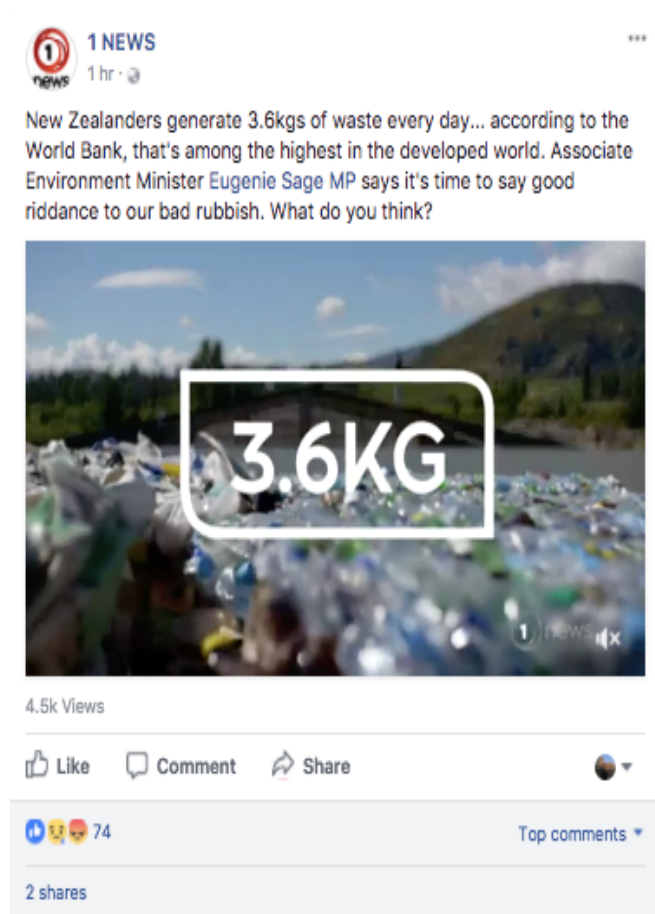 1
news
1 NEWS
1 hr ·
New Zealanders generate 3.6kgs of waste every day... according to the
World Bank, that's among the highest in the developed world. Associate
Environment Minister Eugenie Sage MP says it's time to say good
riddance to our bad rubbish. What do you think?
3.6KG
1 news
4.5k Views
Like Comment Share
74 Top comments
2 shares